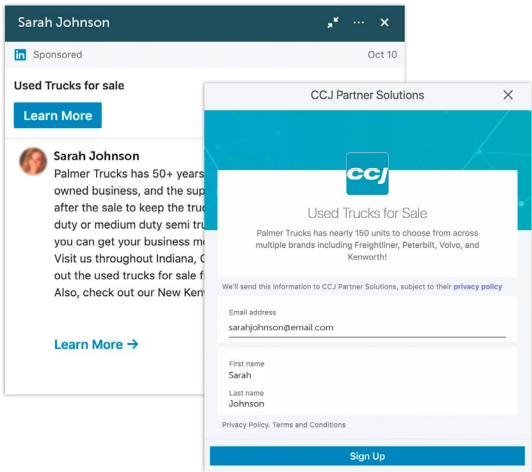 Sarah Johnson
in Sponsored Oct 10
Used Trucks for sale
Learn More
Sarah Johnson
Palmer Trucks has 50+ years
owned business, and the sup
after the sale to keep the truc
duty or medium duty semi tru
you can get your business m
Visit us throughout Indiana,
out the used trucks for sale f
Also, check out our New Ken
Learn More →
CCJ Partner Solutions
ccj
Used Trucks for Sale
Palmer Trucks has nearly 150 units to choose from across
multiple brands including Freightliner, Peterbilt, Volvo, and
Kenworth!
We'll send this information to CCJ Partner Solutions, subject to their privacy policy
Email address
sarahjohnson@email.com
First name
Sarah
Last name
Johnson
Privacy Policy. Terms and Conditions
Sign Up